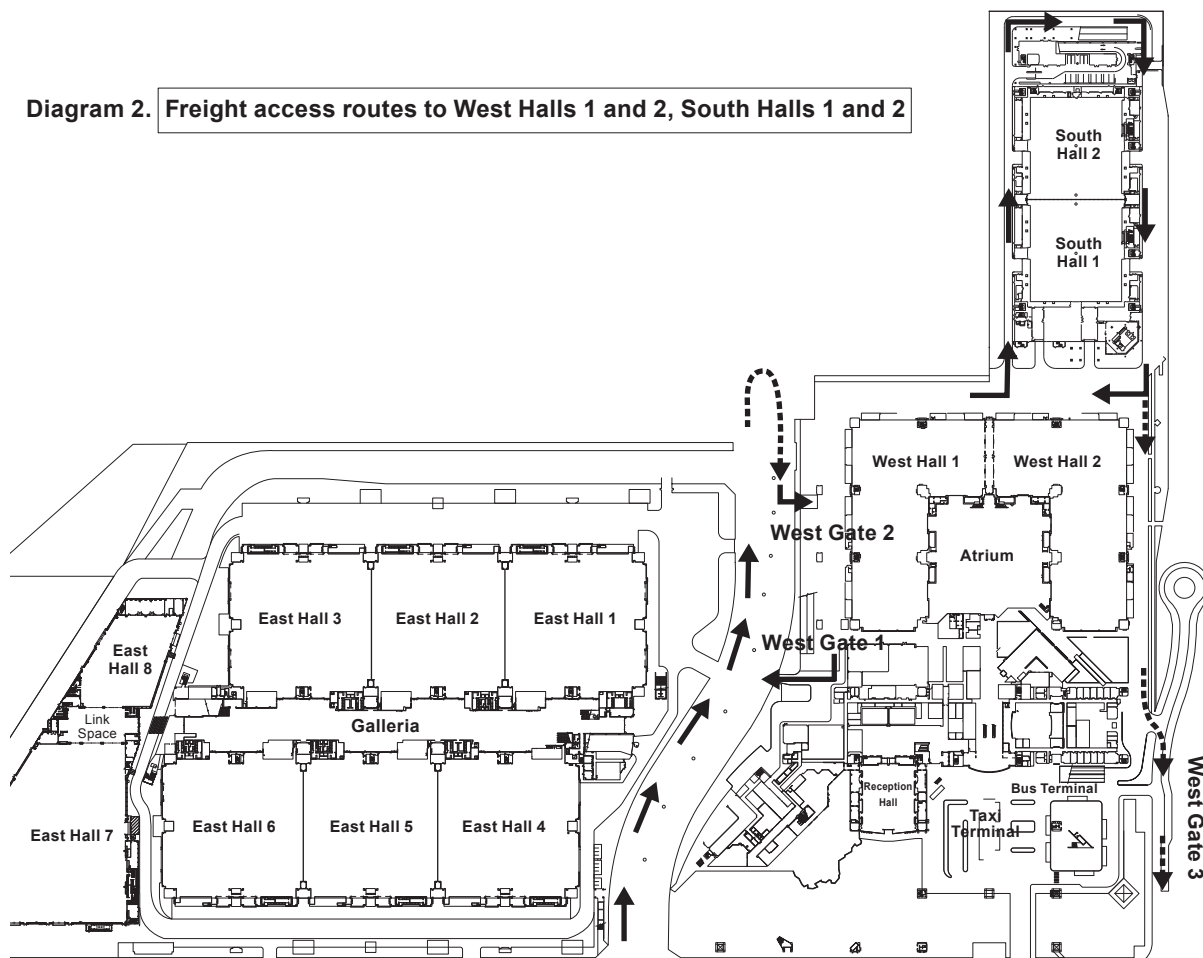 Diagram 2. Freight access routes to West Halls 1 and 2, South Halls 1 and 2
South
Hall 2
South
Hall 1
West Hall 1
West Hall 2
West Gate 2
Atrium
East Hall 3
East Hall 2
East Hall 1
West Gate 1
East
Hall 8
Link
Space
Galleria
West Gate 3
Reception
Hall
Bus Terminal
Taxi
Terminal
East Hall 7
East Hall 6
East Hall 5
East Hall 4